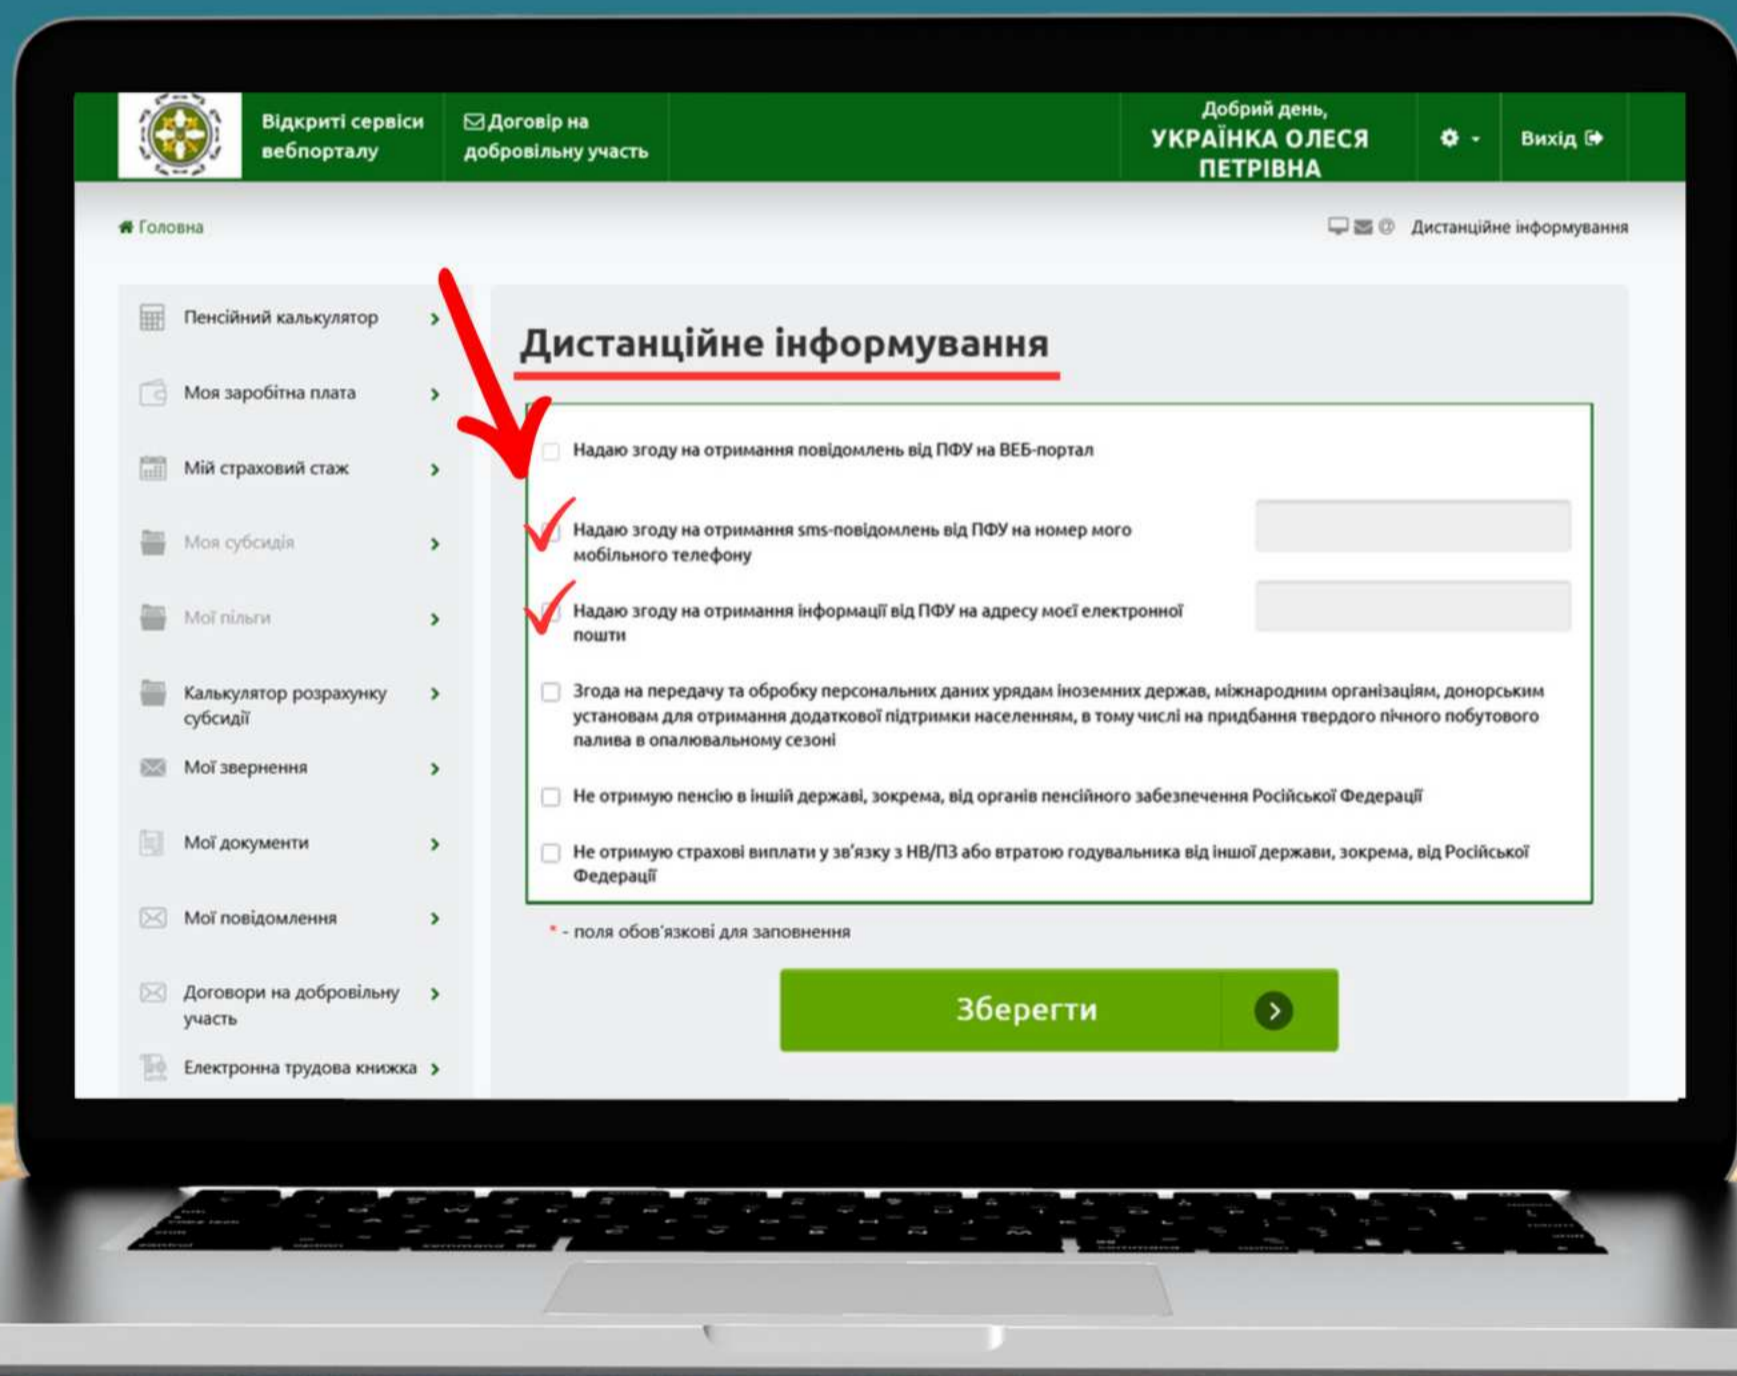 Відкриті сервіси
вебпорталу
Договір на
добровільну участь
Добрий день,
УКРАЇНКА ОЛЕСЯ
ПЕТРІВНА
Вихід
Головна
Дистанційне інформування
Пенсійний калькулятор
Моя заробітна плата
Мій страховий стаж
Моя субсидія
Мої пільги
Калькулятор розрахунку
субсидії
Мої звернення
Мої документи
Мої повідомлення
Договори на добровільну
участь
Електронна трудова книжка
Дистанційне інформування
Надаю згоду на отримання повідомлень від ПФУ на ВЕБ-портал
Надаю згоду на отримання sms-повідомлень від ПФУ на номер мого
мобільного телефону
Надаю згоду на отримання інформації від ПФУ на адресу моєї електронної
пошти
Згода на передачу та обробку персональних даних урядам іноземних держав, міжнародним організаціям, донорським
установам для отримання додаткової підтримки населенням, в тому числі на придбання твердого пічного побутового
палива в опалювальному сезоні
Не отримую пенсію в іншій державі, зокрема, від органів пенсійного забезпечення Російської Федерації
Не отримую страхові виплати у зв'язку з НВ/ПЗ або втратою годувальника від іншої держави, зокрема, від Російської
Федерації
* - поля обов'язкові для заповнення
Зберегти